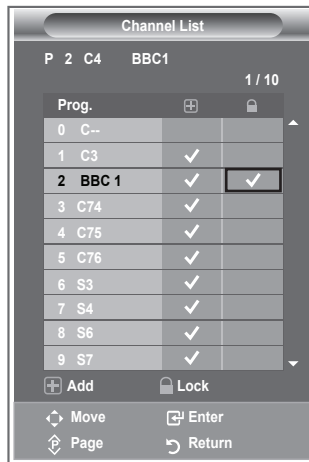 Channel List
P 2 C4 BBC1
1 / 10
Prog.
0 C--
1 C3
2 BBC 1
3 C74
4 C75
5 C76
6 S3
7 S4
8 S6
9 S7
Add Lock
Move Enter
P Page Return